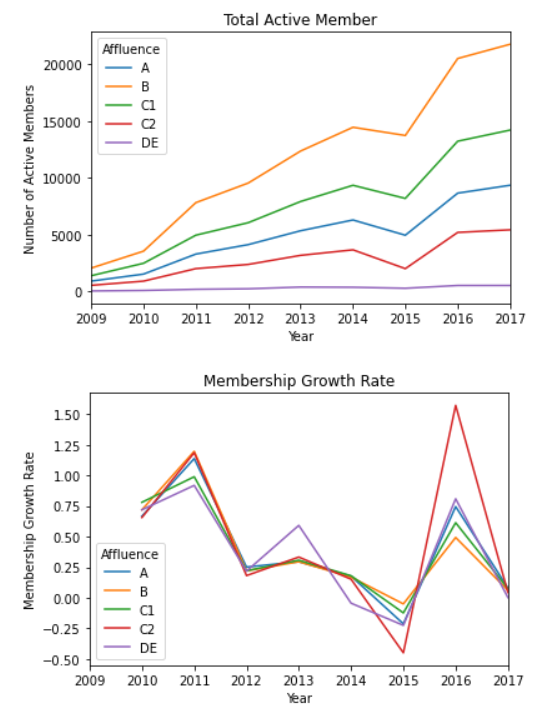 Total Active Member
Number of Active Members
20000
15000
10000
5000
0
Affluence
A
B
C1
C2
DE
2009 2010 2011 2012 2013 2014 2015 2016 2017
Year
Membership Growth Rate
Membership Growth Rate
1.50
1.25
1.00
0.75
0.50
0.25
0.00
−0.25
−0.50
Affluence
A
B
C1
C2
DE
2009 2010 2011 2012 2013 2014 2015 2016 2017
Year